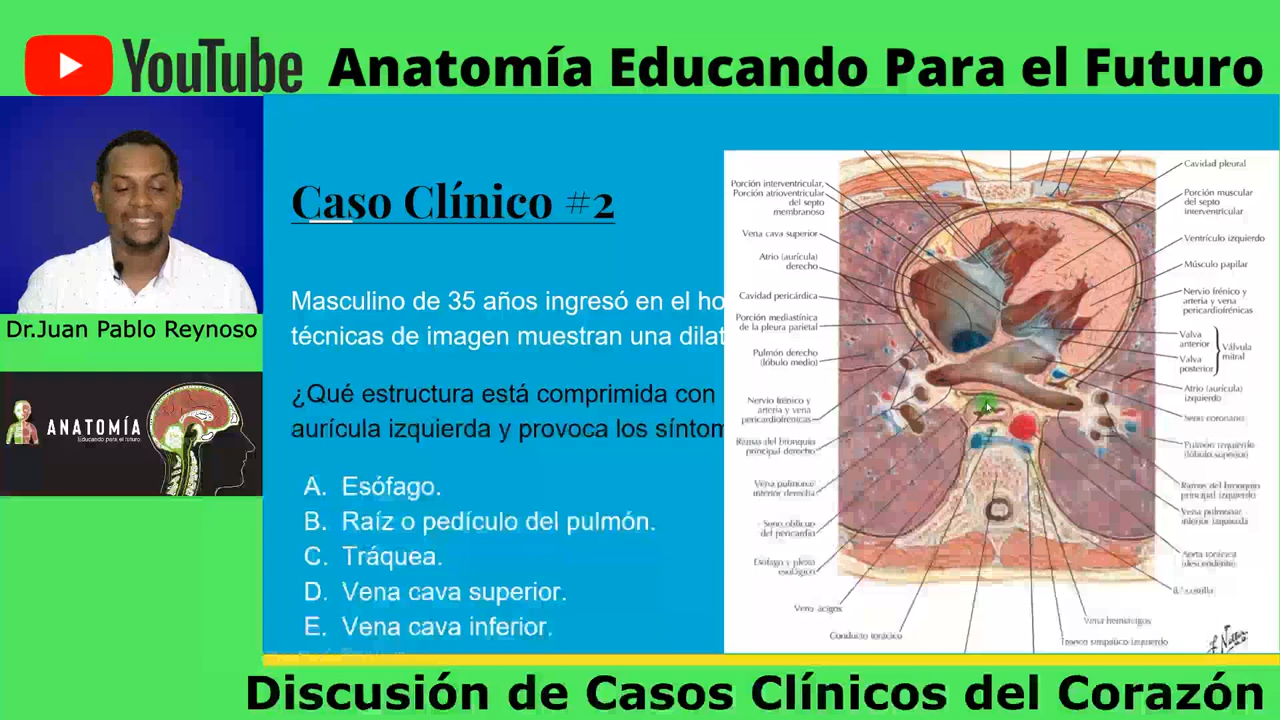 YouTube Anatomía Educando Para el Futuro
Dr.Juan Pablo Reynoso
ANATOMÍA
Educando para el futuro
Caso Clínico #2
Masculino de 35 años ingresó en el ho
técnicas de imagen muestran una dilat
¿Qué estructura está comprimida con
aurícula izquierda y provoca los síntom
A. Esófago.
B. Raíz o pedículo del pulmón.
C. Tráquea.
D. Vena cava superior.
E. Vena cava inferior.
Porción interventricular,
Porción atrioventricular
del septo
membranoso
Vena cava superior
Atrio (aurícula)
derecho
Cavidad pericárdica
Porción mediastínica
de la pleura parietal
Pulmón derecho
(lóbulo medio)
Nervio frénico y
arteria y vena
pericardiofrénicas
Ramas del bronquio
principal derecho
Vena pulmonar
inferior derecha
Seno oblicuo
del pericardio
Esófago y plexo
esofágico
Vena ácigos
Conducto torácico
Cavidad pleural
Porción muscular
del septo
interventricular
Ventrículo izquierdo
Músculo papilar
Nervio frénico y
arteria y vena
pericardiofrénicas
Valva
anterior
Valva
posterior
Válvula
mitral
Atrio (aurícula)
izquierdo
Seno coronario
Pulmón izquierdo
(lóbulo superior)
Ramas del bronquio
principal izquierdo
Vena pulmonar
inferior izquierda
Aorta torácica
(descendente)
8.ª costilla
Vena hemiácigos
Tronco simpático izquierdo
Discusión de Casos Clínicos del Corazón